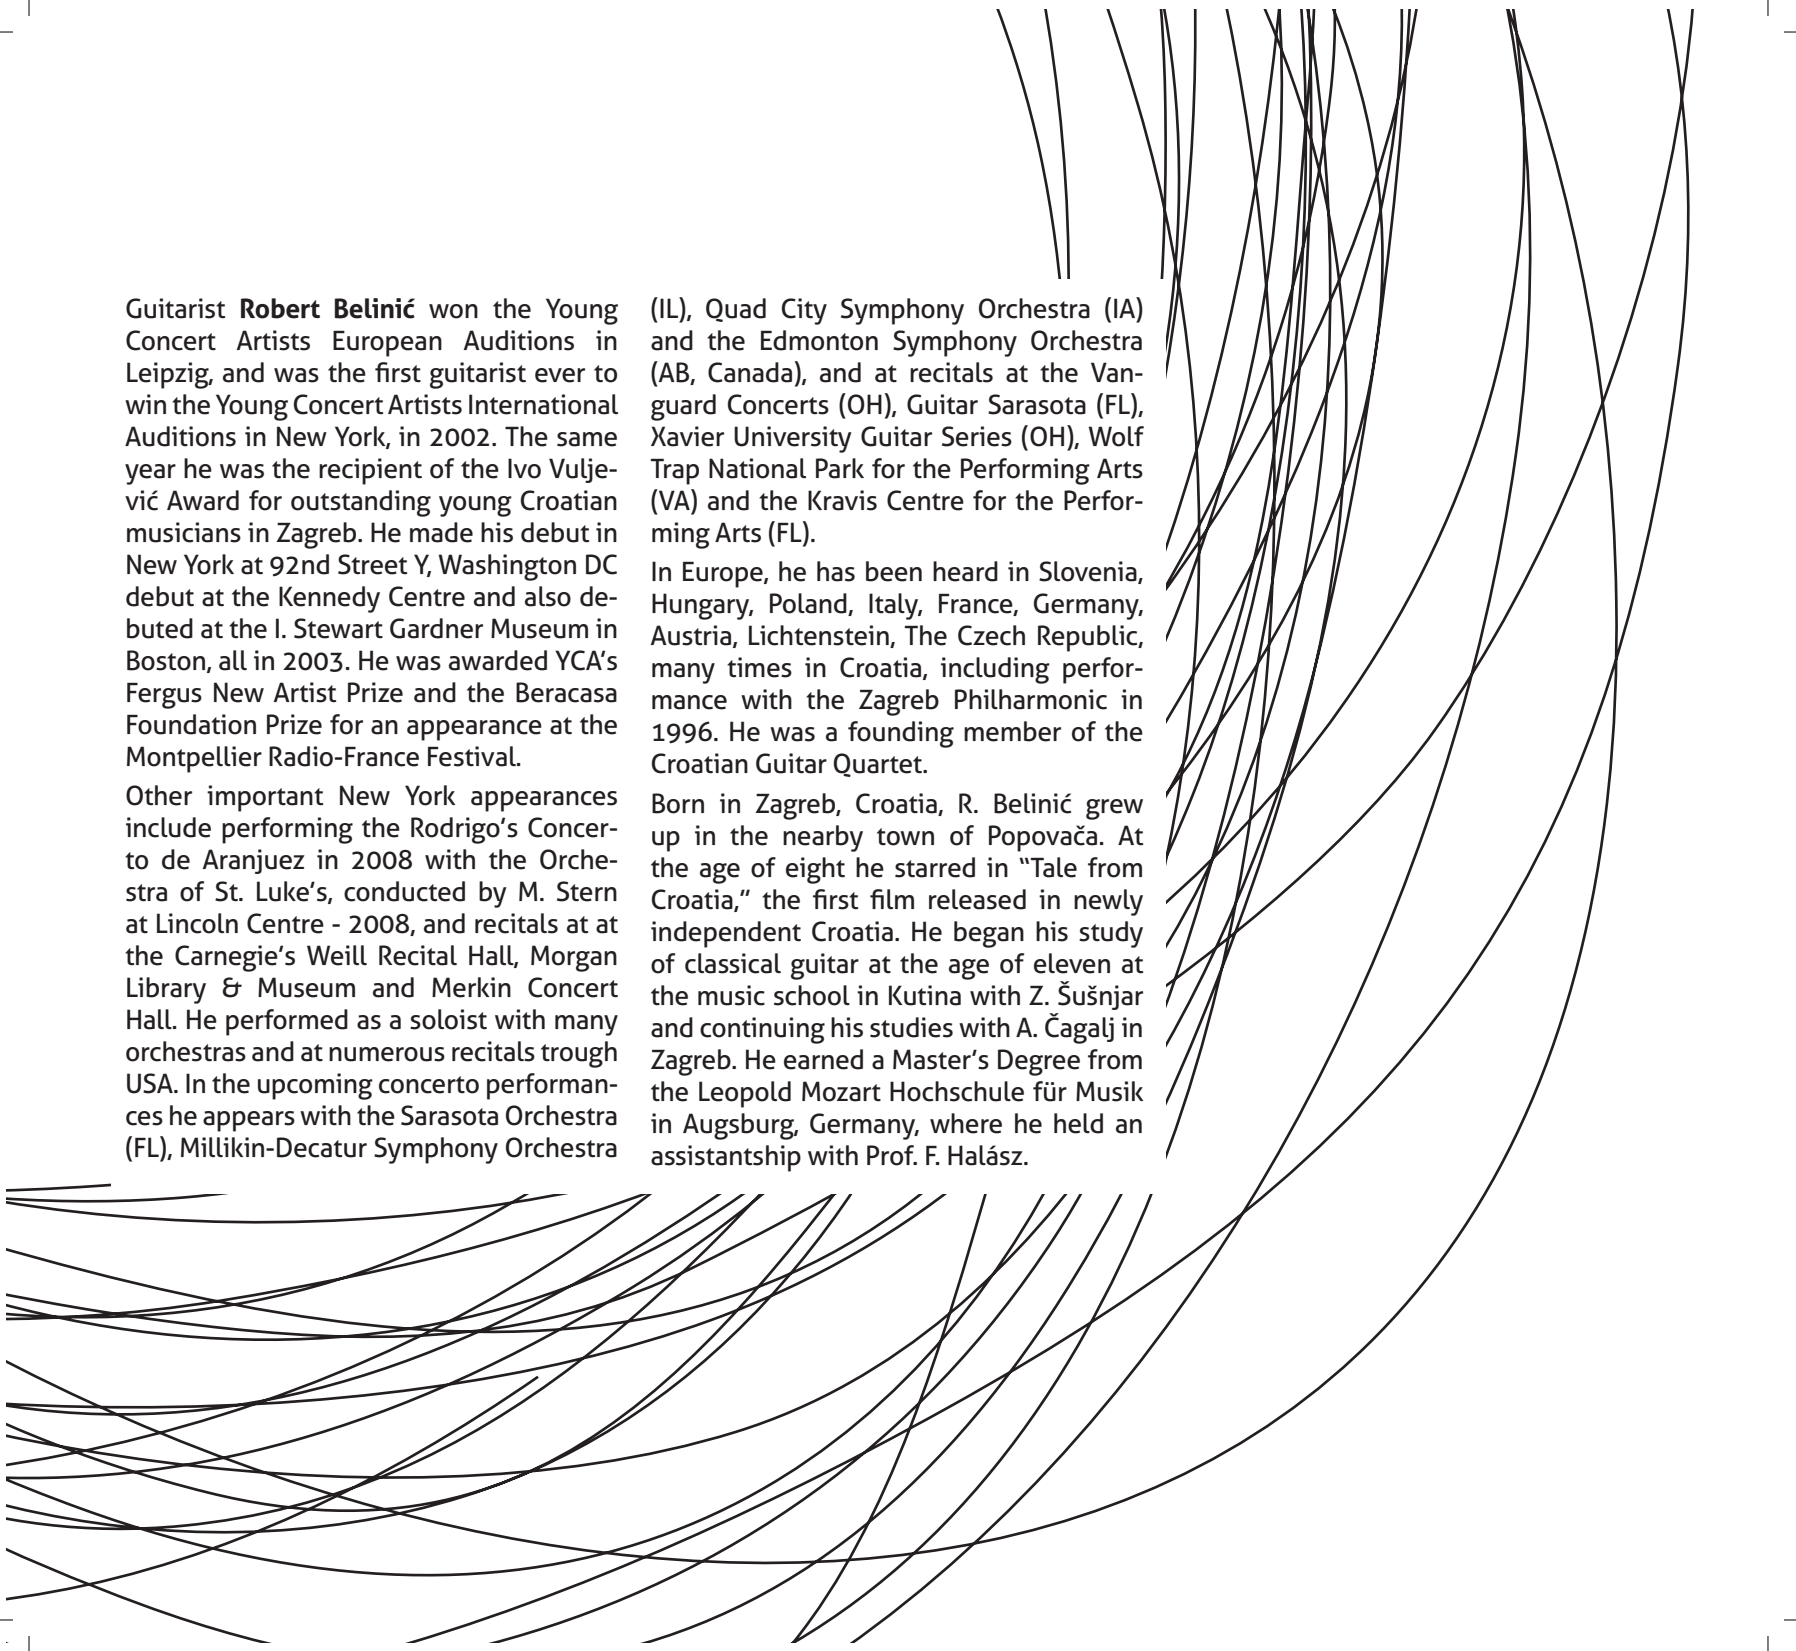 Guitarist Robert Belinić won the Young
Concert Artists European Auditions in
Leipzig, and was the first guitarist ever to
win the Young Concert Artists International
Auditions in New York, in 2002. The same
year he was the recipient of the Ivo Vulje-
vić Award for outstanding young Croatian
musicians in Zagreb. He made his debut in
New York at 92nd Street Y, Washington DC
debut at the Kennedy Centre and also de-
buted at the I. Stewart Gardner Museum in
Boston, all in 2003. He was awarded YCA's
Fergus New Artist Prize and the Beracasa
Foundation Prize for an appearance at the
Montpellier Radio-France Festival.
Other important New York appearances
include performing the Rodrigo's Concer-
to de Aranjuez in 2008 with the Orche-
stra of St. Luke's, conducted by M. Stern
at Lincoln Centre - 2008, and recitals at at
the Carnegie's Weill Recital Hall, Morgan
Library & Museum and Merkin Concert
Hall. He performed as a soloist with many
orchestras and at numerous recitals trough
USA. In the upcoming concerto performan-
ces he appears with the Sarasota Orchestra
(FL), Millikin-Decatur Symphony Orchestra
(IL), Quad City Symphony Orchestra (IA)
and the Edmonton Symphony Orchestra
(AB, Canada), and at recitals at the Van-
guard Concerts (OH), Guitar Sarasota (FL),
Xavier University Guitar Series (OH), Wolf
Trap National Park for the Performing Arts
(VA) and the Kravis Centre for the Perfor-
ming Arts (FL).
In Europe, he has been heard in Slovenia,
Hungary, Poland, Italy, France, Germany,
Austria, Lichtenstein, The Czech Republic,
many times in Croatia, including perfor-
mance with the Zagreb Philharmonic in
1996. He was a founding member of the
Croatian Guitar Quartet.
Born in Zagreb, Croatia, R. Belinić grew
up in the nearby town of Popovača. At
the age of eight he starred in “Tale from
Croatia,” the first film released in newly
independent Croatia. He began his study
of classical guitar at the age of eleven at
the music school in Kutina with Z. Šušnjar
and continuing his studies with A. Čagalj in
Zagreb. He earned a Master's Degree from
the Leopold Mozart Hochschule für Musik
in Augsburg, Germany, where he held an
assistantship with Prof. F. Halász.